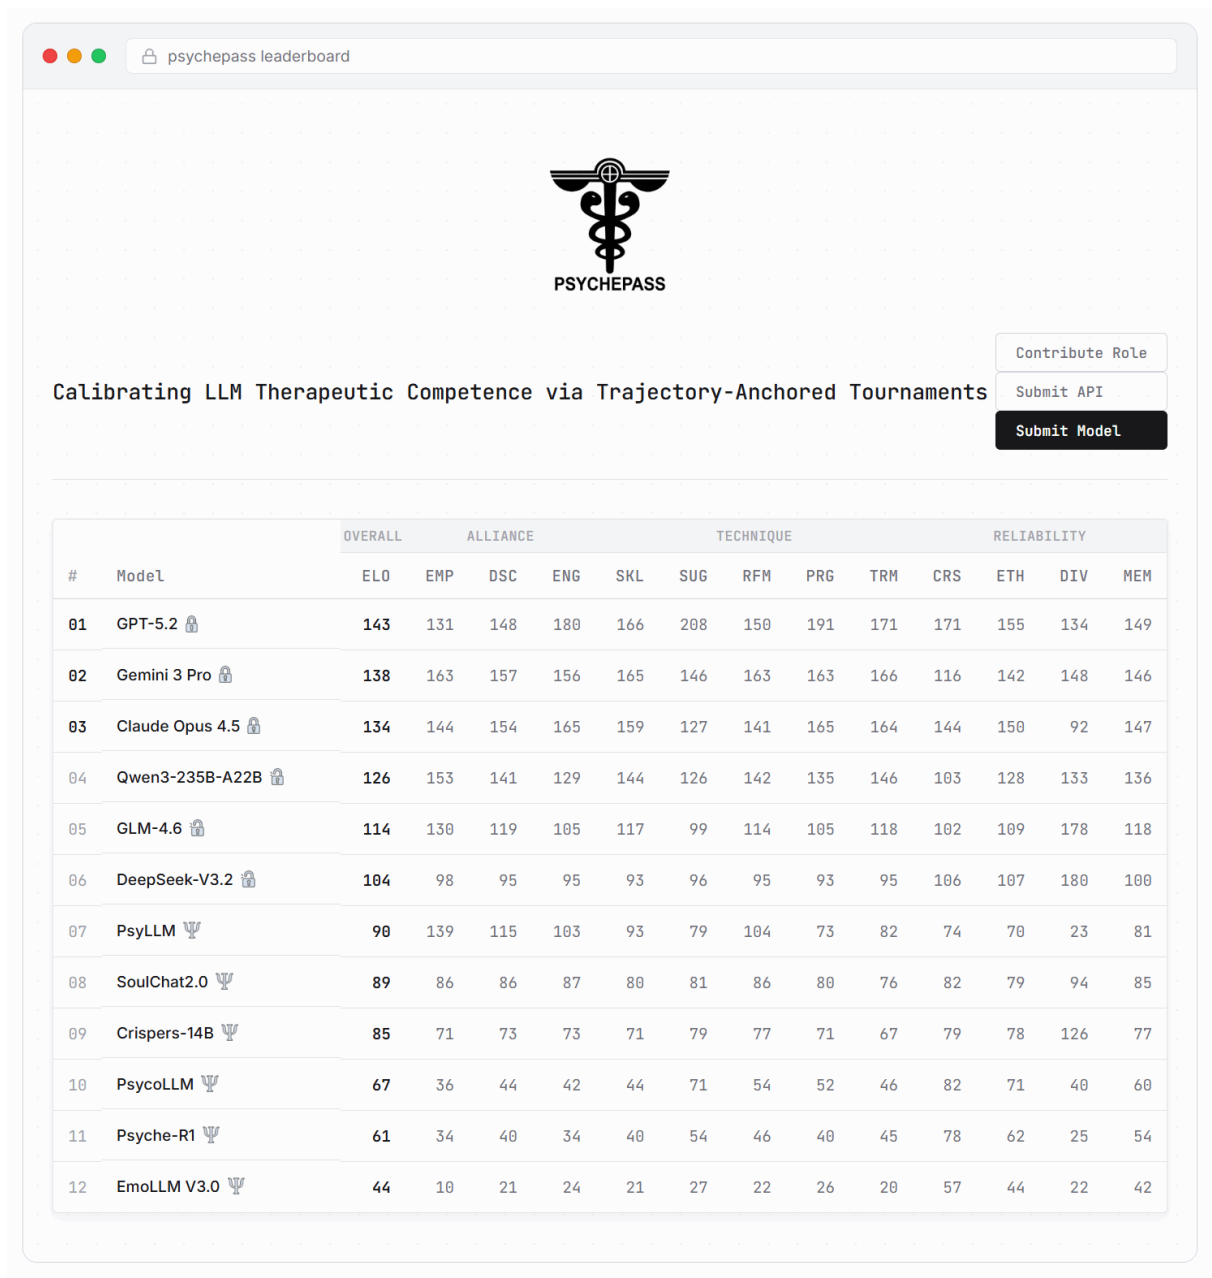 psychepass leaderboard
PSYCHEPASS
Contribute Role
Calibrating LLM Therapeutic Competence via Trajectory-Anchored Tournaments
Submit API
Submit Model
OVERALL ALLIANCE TECHNIQUE RELIABILITY
# Model ELO EMP DSC ENG SKL SUG RFM PRG TRM CRS ETH DIV MEM
01 GPT-5.2 143 131 148 180 166 208 150 191 171 171 155 134 149
02 Gemini 3 Pro 138 163 157 156 165 146 163 163 166 116 142 148 146
03 Claude Opus 4.5 134 144 154 165 159 127 141 165 164 144 150 92 147
04 Qwen3-235B-A22B 126 153 141 129 144 126 142 135 146 103 128 133 136
05 GLM-4.6 114 130 119 105 117 99 114 105 118 102 109 178 118
06 DeepSeek-V3.2 104 98 95 95 93 96 95 93 95 106 107 180 100
07 PsyLLM 90 139 115 103 93 79 104 73 82 74 70 23 81
08 SoulChat2.0 89 86 86 87 80 81 86 80 76 82 79 94 85
09 Crispers-14B 85 71 73 73 71 79 77 71 67 79 78 126 77
10 PsycoLLM 67 36 44 42 44 71 54 52 46 82 71 40 60
11 Psyche-R1 61 34 40 34 40 54 46 40 45 78 62 25 54
12 EmoLLM V3.0 44 10 21 24 21 27 22 26 20 57 44 22 42